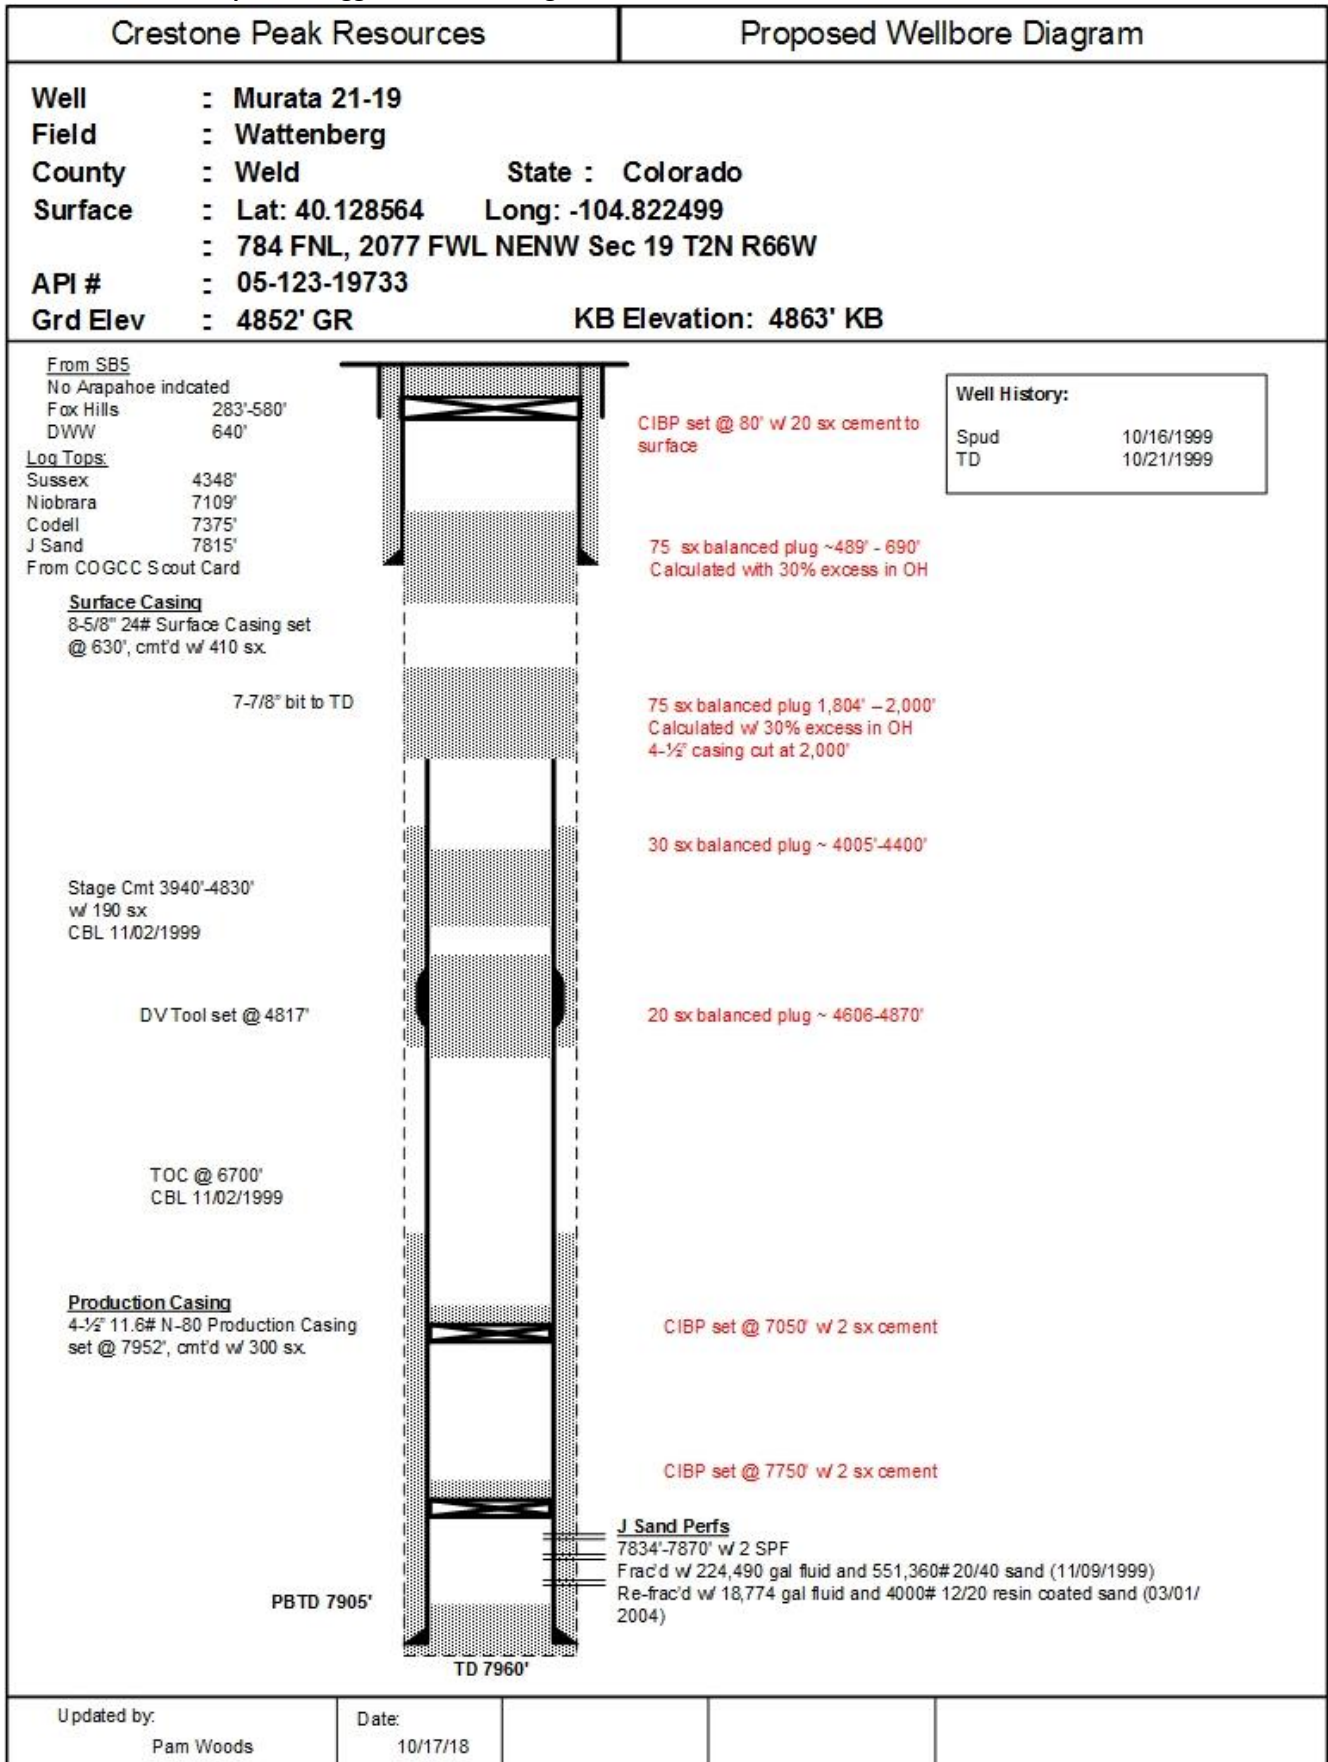 Crestone Peak Resources
Proposed Wellbore Diagram
Well : Murata 21-19
Field : Wattenberg
County : Weld State : Colorado
Surface : Lat: 40.128564 Long: -104.822499
: 784 FNL, 2077 FWL NENW Sec 19 T2N R66W
API # : 05-123-19733
Grd Elev : 4852' GR KB Elevation: 4863' KB
From SB5
No Arapahoe indcated
Fox Hills 283'-580'
DWW 640'
Log Tops:
Sussex 4348'
Niobrara 7109'
Codell 7375'
J Sand 7815'
From COGCC Scout Card
Surface Casing
8-5/8" 24# Surface Casing set
@ 630', cmt'd w/ 410 sx.
7-7/8" bit to TD
Stage Cmt 3940'-4830'
w/ 190 sx
CBL 11/02/1999
DV Tool set @ 4817'
TOC @ 6700'
CBL 11/02/1999
Production Casing
4-½" 11.6# N-80 Production Casing
set @ 7952', cmt'd w/ 300 sx.
PBTD 7905'
TD 7960'
CIBP set @ 80' w/ 20 sx cement to
surface
75 sx balanced plug ~489' - 690'
Calculated with 30% excess in OH
75 sx balanced plug 1,804' – 2,000'
Calculated w/ 30% excess in OH
4-½" casing cut at 2,000'
30 sx balanced plug ~ 4005'-4400'
20 sx balanced plug ~ 4606-4870'
CIBP set @ 7050' w/ 2 sx cement
CIBP set @ 7750' w/ 2 sx cement
J Sand Perfs
7834'-7870' w/ 2 SPF
Frac'd w/ 224,490 gal fluid and 551,360# 20/40 sand (11/09/1999)
Re-frac'd w/ 18,774 gal fluid and 4000# 12/20 resin coated sand (03/01/
2004)
Well History:
Spud 10/16/1999
TD 10/21/1999
Updated by:
Pam Woods
Date:
10/17/18